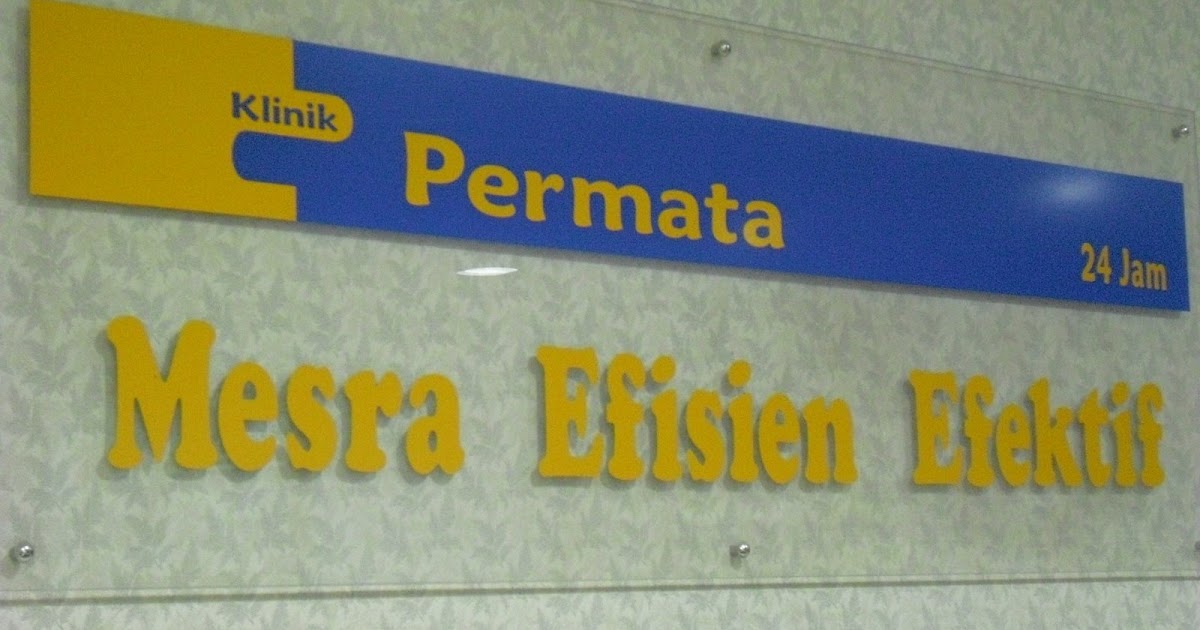 Klinik
Permata
24 Jam
Mesra Efisien Efektif